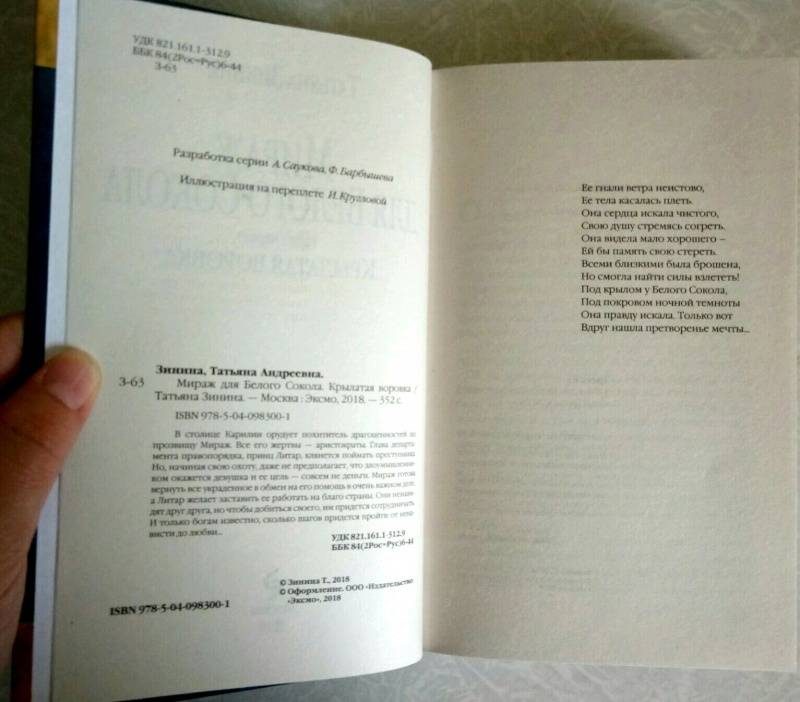 УДК 821.161.1-312.9
ББК 84(2Рос=Рус)6-44
З-63
Разработка серии А. Саукова, Ф. Барбышева
Иллюстрация на переплете И. Кругловой
Зинина, Татьяна Андреевна.
З-63
Мираж для Белого Сокола. Крылатая воровка /
Татьяна Зинина. — Москва : Эксмо, 2018. — 352 с.
ISBN 978-5-04-098300-1
В столице Карилии орудует похититель драгоценностей по
прозвищу Мираж. Все его жертвы — аристократы. Глава департа-
мента правопорядка, принц Литар, клянется поймать преступника.
Но, начиная свою охоту, даже не предполагает, что злоумышленни-
ком окажется девушка и ее цель — совсем не деньги. Мираж готова
вернуть все украденное в обмен на его помощь в очень важном деле,
а Литар желает заставить ее работать на благо страны. Они ненави-
дят друг друга, но чтобы добиться своего, им придется сотрудничать.
И только богам известно, сколько шагов придется пройти от нена-
висти до любви...
УДК 821.161.1-312.9
ББК 84(2Рос=Рус)6-44
© Зинина Т., 2018
© Оформление. ООО «Издательство
«Эксмо», 2018
ISBN 978-5-04-098300-1
Ее гнали ветра неистово,
Ее тела касалась плеть.
Она сердца искала чистого,
Свою душу стремясь согреть.
Она видела мало хорошего –
Ей бы память свою стереть.
Всеми близкими была брошена,
Но смогла найти силы взлететь!
Под крылом у Белого Сокола,
Под покровом ночной темноты
Она правду искала. Только вот
Вдруг нашла претворенье мечты...